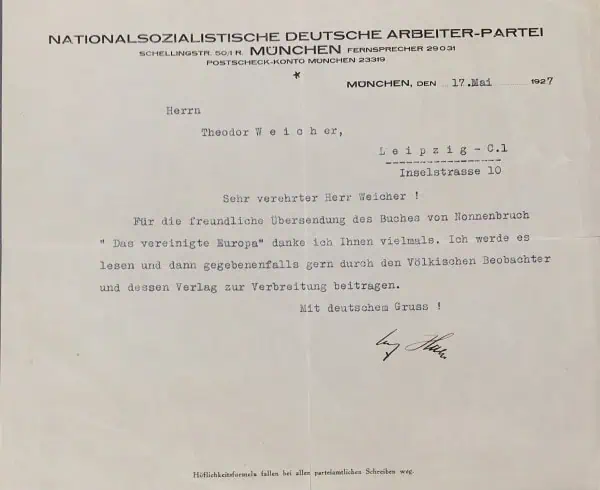 NATIONALSOZIALISTISCHE DEUTSCHE ARBEITER-PARTEI
SCHELLINGSTR. 50/I R. MÜNCHEN FERNSPRECHER 29031
POSTSCHECK-KONTO MÜNCHEN 23319
MÜNCHEN, DEN 17.Mai 1927
Herrn
Theodor W e i c h e r,
L e i p z i g - C.1
Inselstrasse 10
Sehr verehrter Herr Weicher !
Für die freundliche Übersendung des Buches von Nonnenbruch
" Das vereinigte Europa" danke ich Ihnen vielmals. Ich werde es
lesen und dann gegebenenfalls gern durch den Völkischen Beobachter
und dessen Verlag zur Verbreitung beitragen.
Mit deutschem Gruss !
Höflichkeitsformeln fallen bei allen parteiamtlichen Schreiben weg.